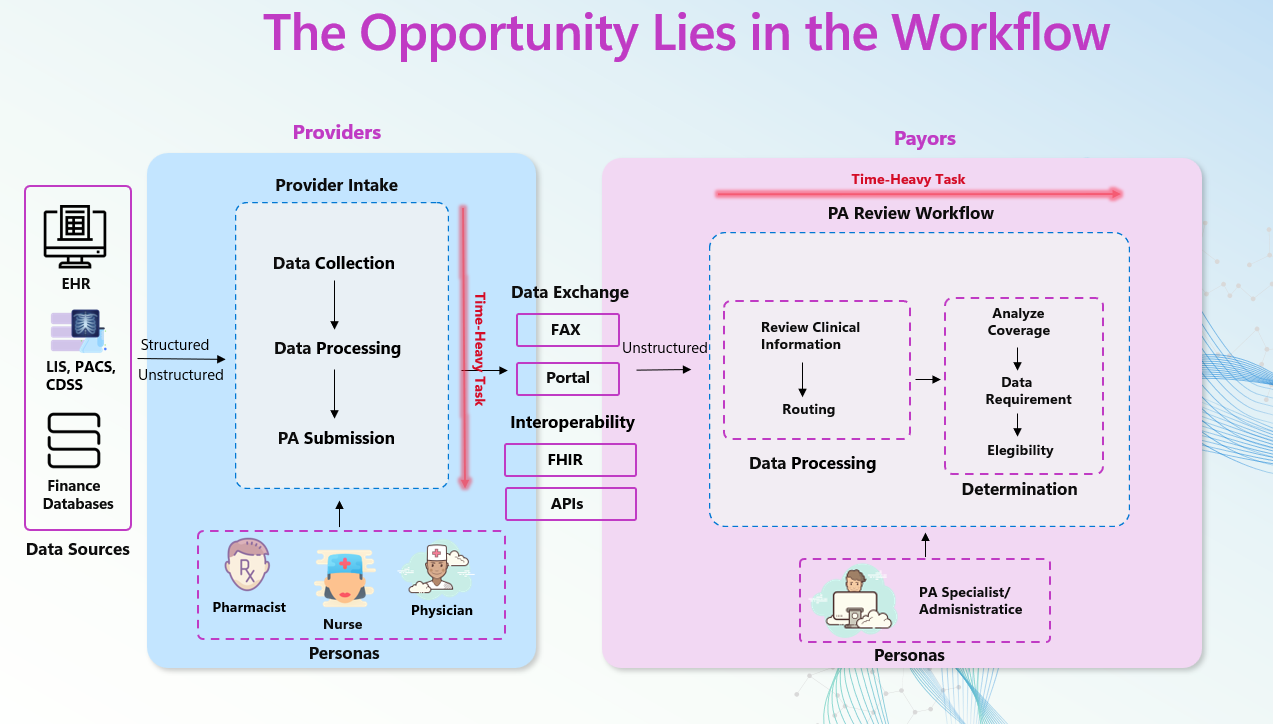 The Opportunity Lies in the Workflow
Providers
Payors
EHR
LIS, PACS,
CDSS
Finance
Databases
Data Sources
Structured
Unstructured
Provider Intake
Data Collection
Data Processing
PA Submission
Time-Heavy Task
Rx
Pharmacist
Nurse
Physician
Personas
Data Exchange
FAX
Portal
Interoperability
FHIR
APIs
Unstructured
Time-Heavy Task
PA Review Workflow
Review Clinical
Information
Routing
Data Processing
Analyze
Coverage
Data
Requirement
Elegibility
Determination
PA Specialist/
Admisnistratice
Personas